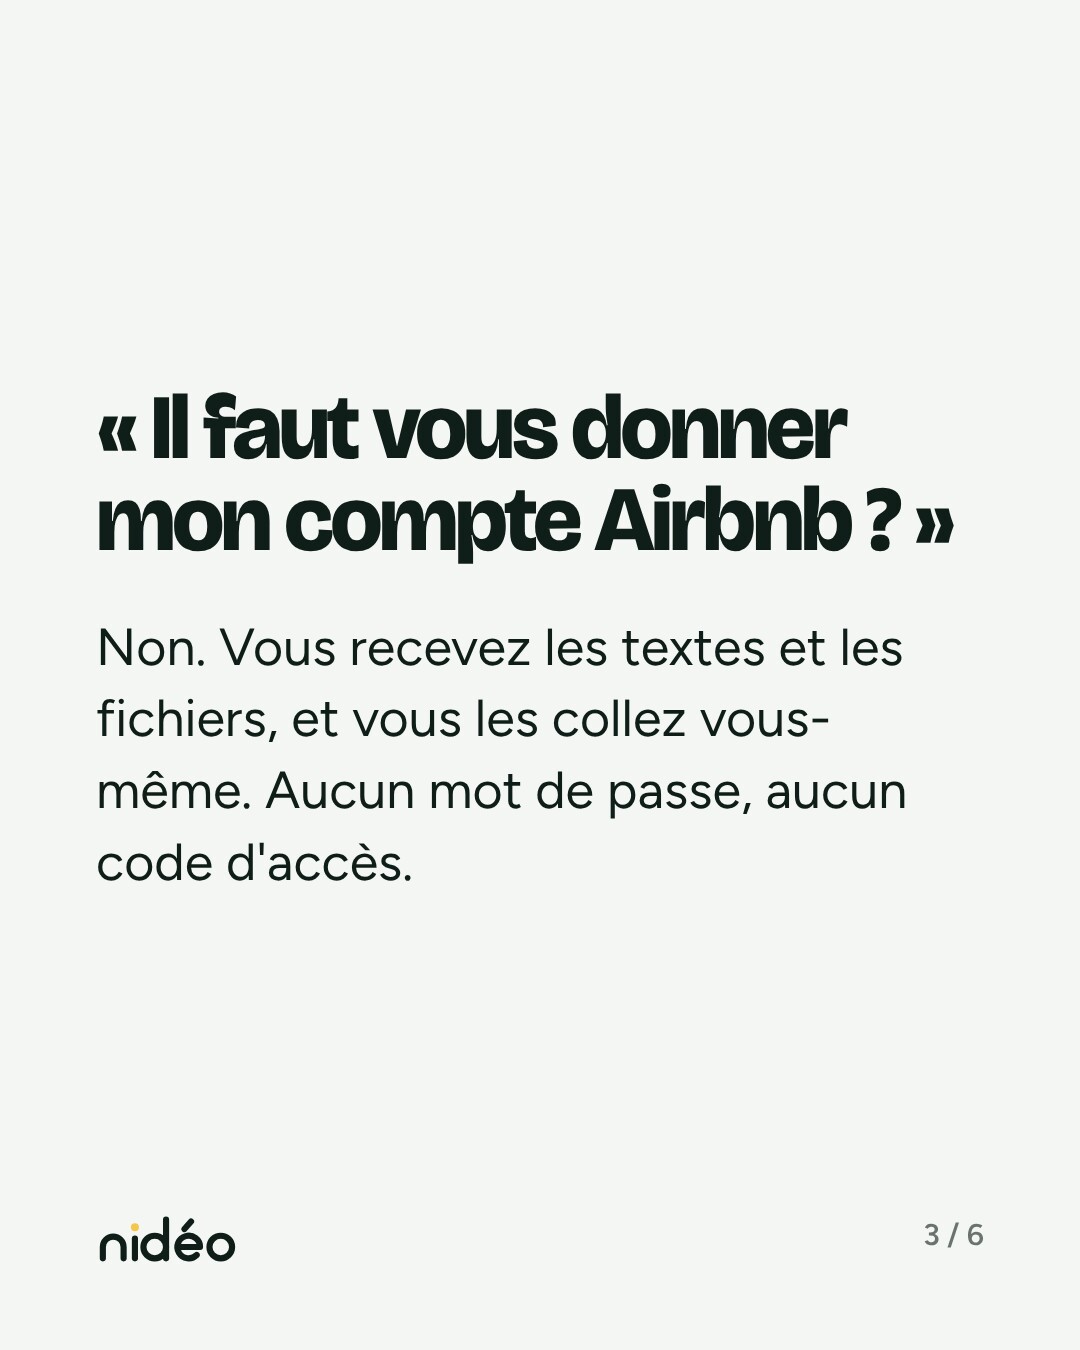 « Il faut vous donner
mon compte Airbnb ? »
Non. Vous recevez les textes et les
fichiers, et vous les collez vous-
même. Aucun mot de passe, aucun
code d'accès.
nidéo
3 / 6